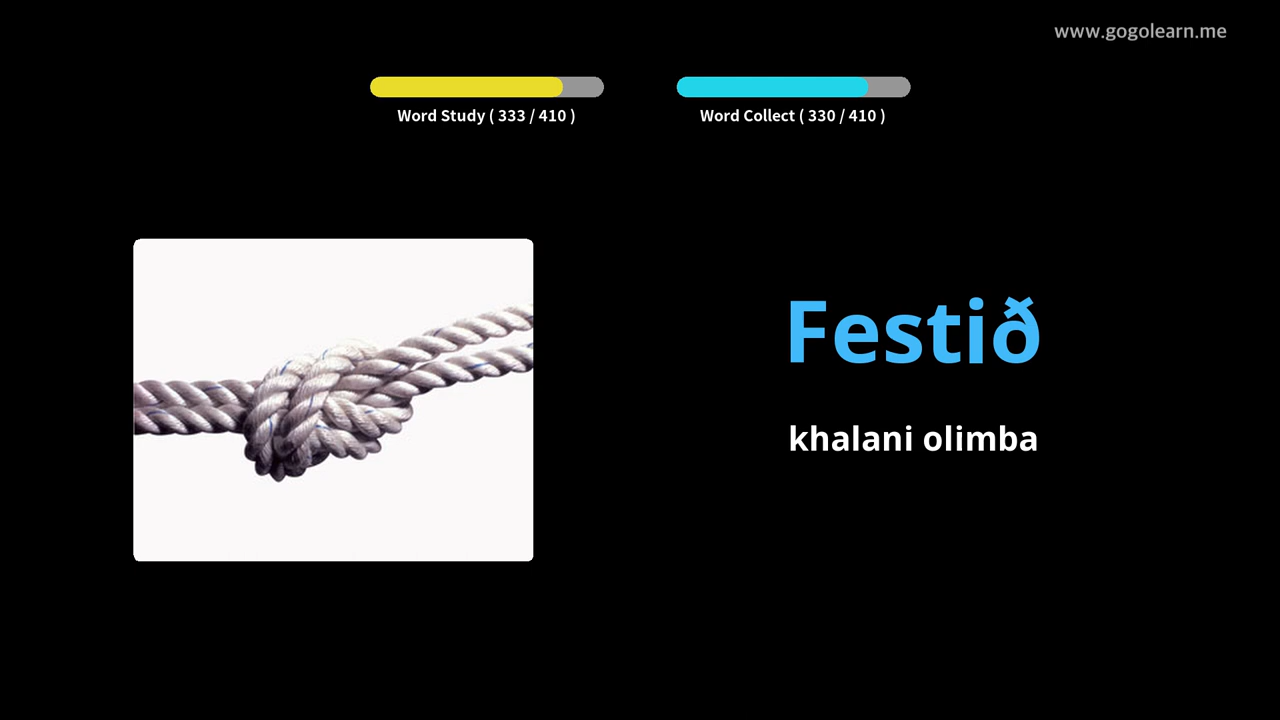 www.gogolearn.me
Word Study ( 333 / 410 )
Word Collect ( 330 / 410 )
Festið
khalani olimba